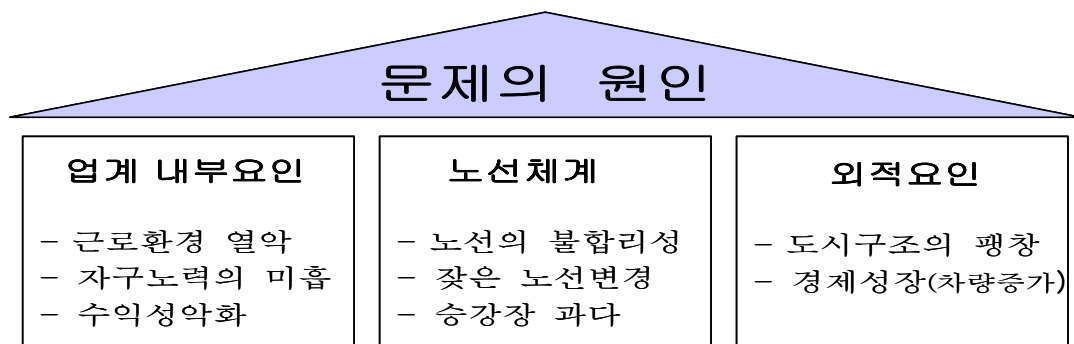 문제의 원인
업계 내부요인
- 근로환경 열악
- 자구노력의 미흡
- 수익성악화
노선체계
- 노선의 불합리성
- 잦은 노선변경
- 승강장 과다
외적요인
- 도시구조의 팽창
- 경제성장(차량증가)